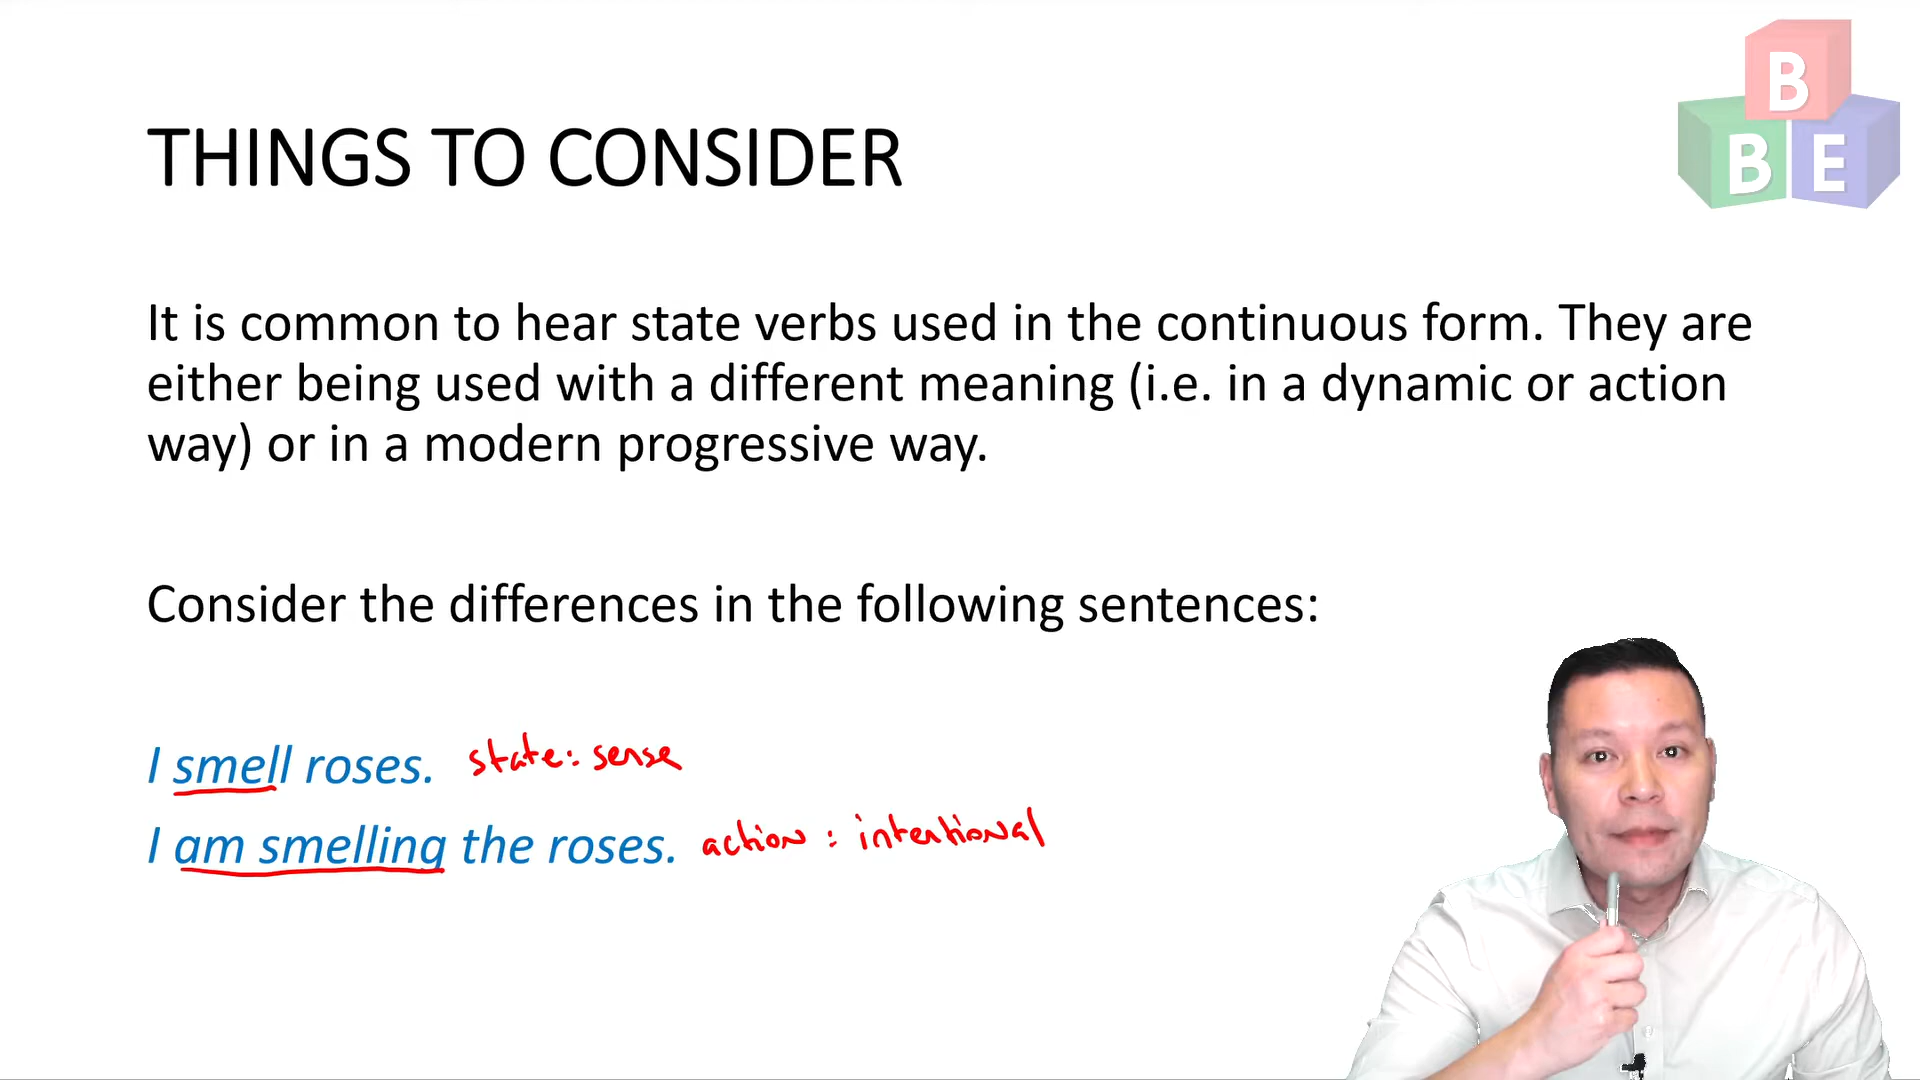 B
B E
THINGS TO CONSIDER
It is common to hear state verbs used in the continuous form. They are
either being used with a different meaning (i.e. in a dynamic or action
way) or in a modern progressive way.
Consider the differences in the following sentences:
I smell roses. state: sense
I am smelling the roses. action : intentional